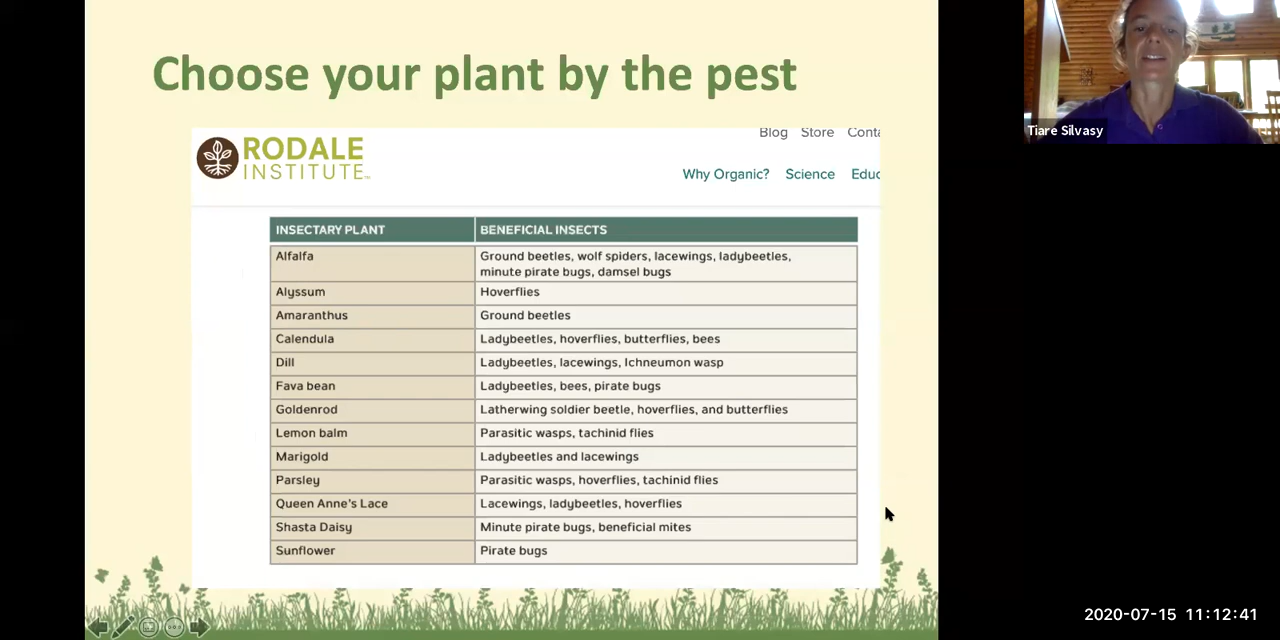 Choose your plant by the pest
Tiare Silvasy
RODALE
INSTITUTE
Blog Store Conta
Why Organic? Science Educ
INSECTARY PLANT BENEFICIAL INSECTS
Alfalfa Ground beetles, wolf spiders, lacewings, ladybeetles,
minute pirate bugs, damsel bugs
Alyssum Hoverflies
Amaranthus Ground beetles
Calendula Ladybeetles, hoverflies, butterflies, bees
Dill Ladybeetles, lacewings, Ichneumon wasp
Fava bean Ladybeetles, bees, pirate bugs
Goldenrod Latherwing soldier beetle, hoverflies, and butterflies
Lemon balm Parasitic wasps, tachinid flies
Marigold Ladybeetles and lacewings
Parsley Parasitic wasps, hoverflies, tachinid flies
Queen Anne's Lace Lacewings, ladybeetles, hoverflies
Shasta Daisy Minute pirate bugs, beneficial mites
Sunflower Pirate bugs
2020-07-15 11:12:41